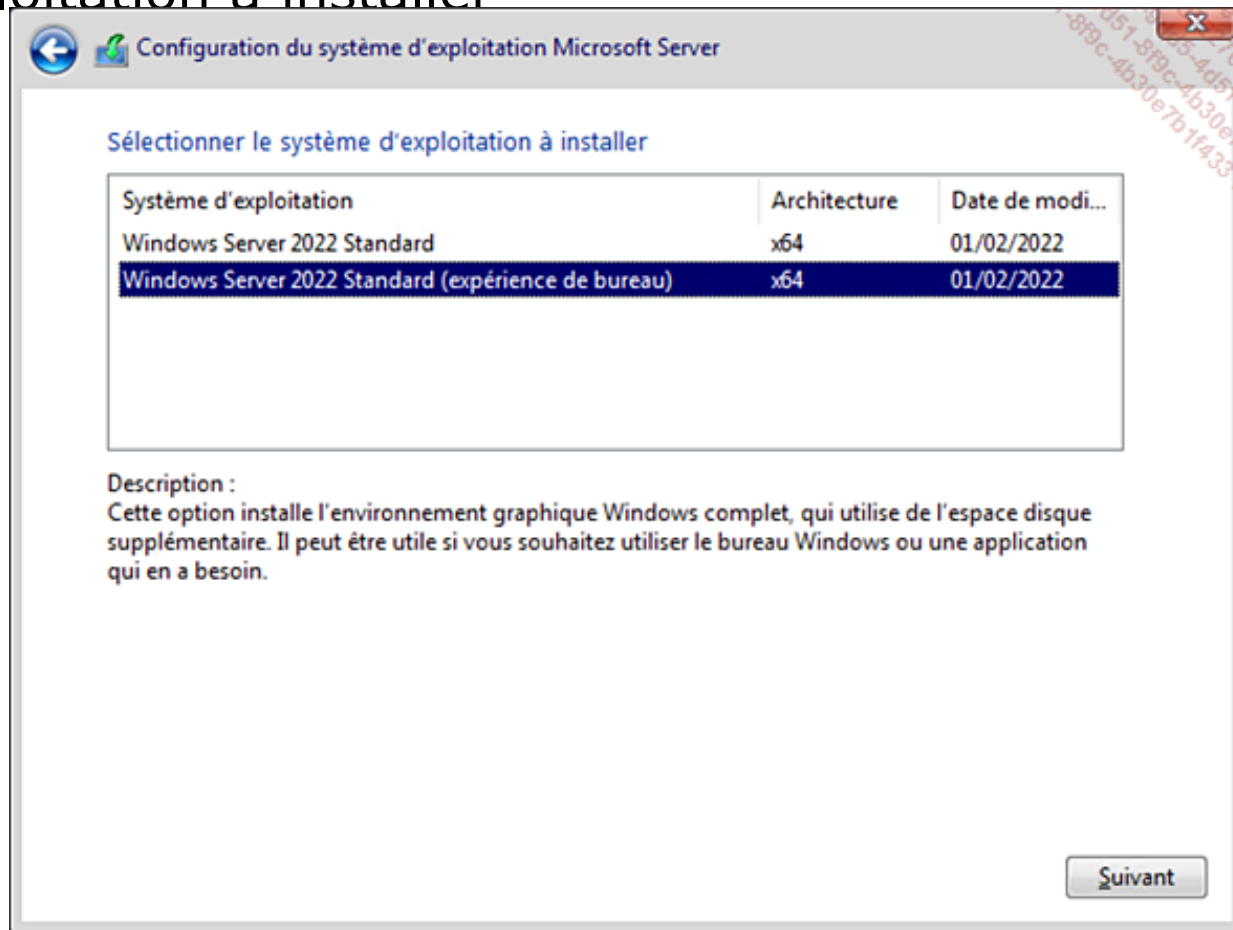 oitation à installer
Configuration du système d'exploitation Microsoft Server
Sélectionner le système d'exploitation à installer
Système d'exploitation Architecture Date de modi...
Windows Server 2022 Standard x64 01/02/2022
Windows Server 2022 Standard (expérience de bureau) x64 01/02/2022
Description :
Cette option installe l'environnement graphique Windows complet, qui utilise de l'espace disque
supplémentaire. Il peut être utile si vous souhaitez utiliser le bureau Windows ou une application
qui en a besoin.
Suivant